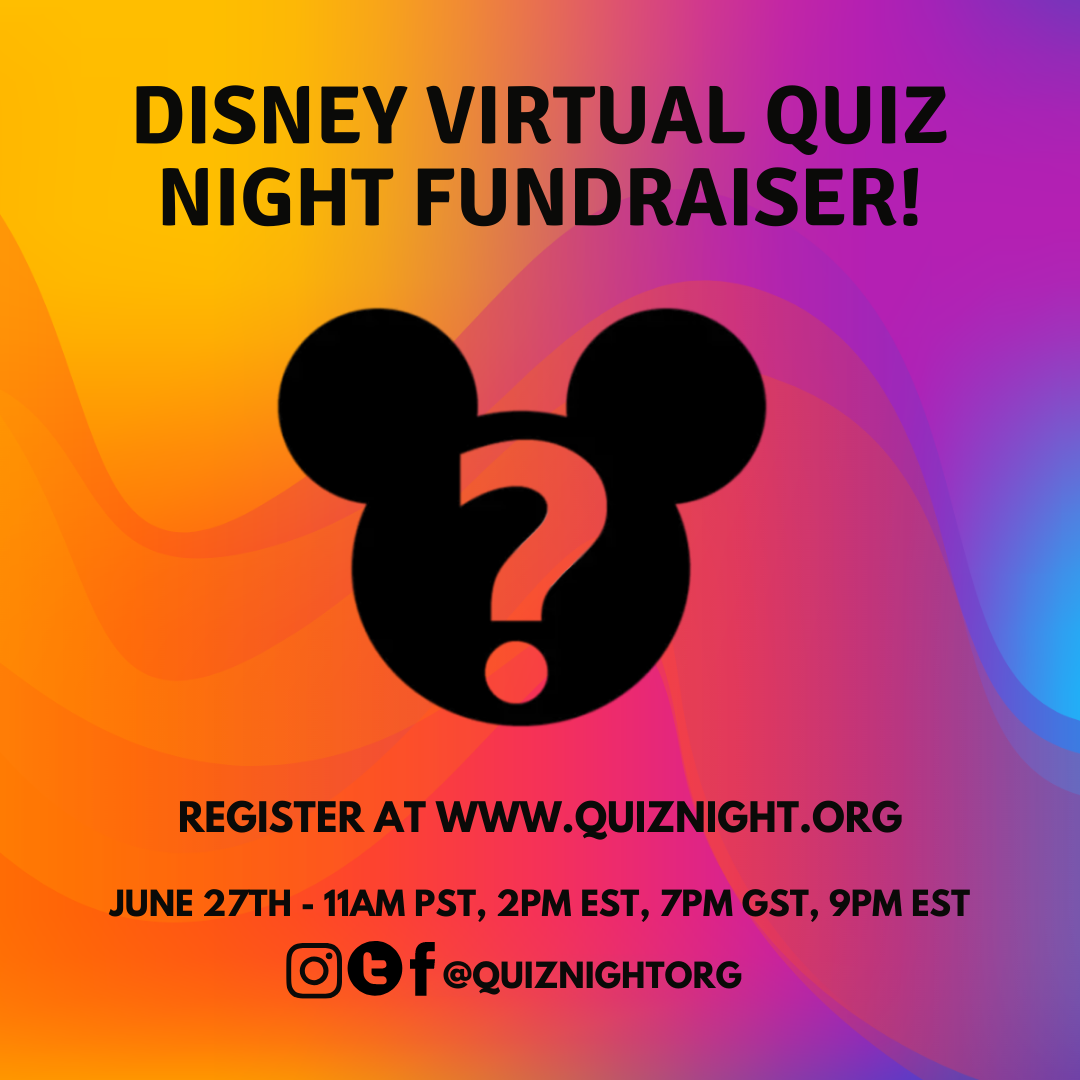 DISNEY VIRTUAL QUIZ
NIGHT FUNDRAISER!
?
REGISTER AT WWW.QUIZNIGHT.ORG
JUNE 27TH - 11AM PST, 2PM EST, 7PM GST, 9PM EST
@QUIZNIGHTORG